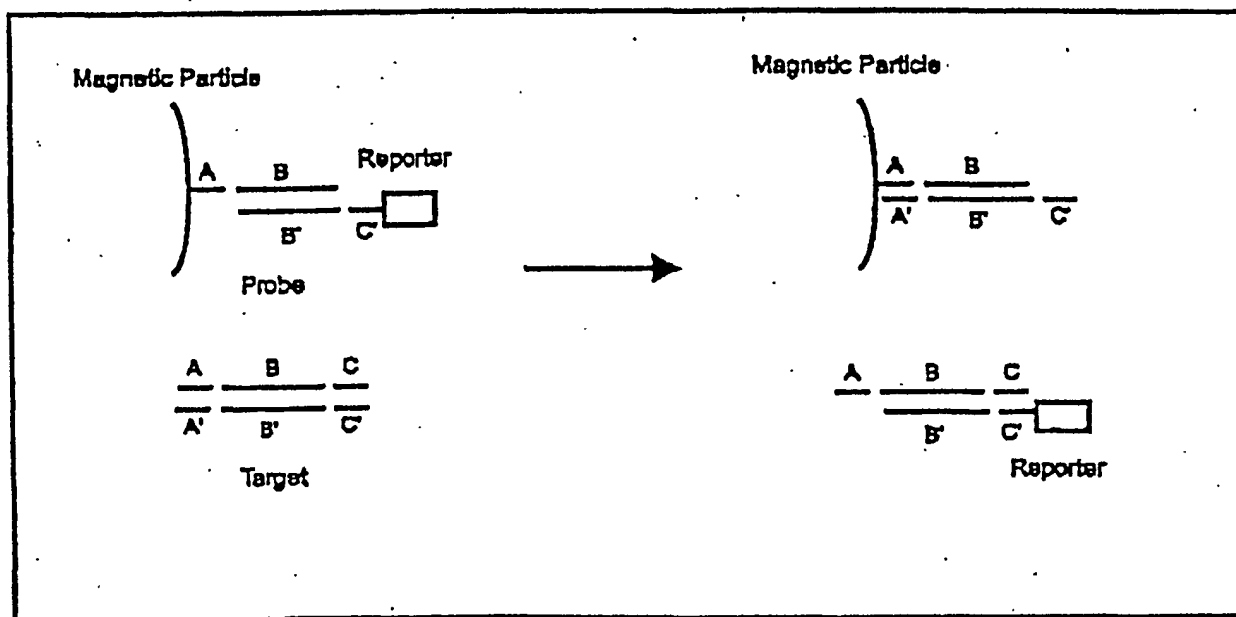 Magnetic Particle
Magnetic Particle
A B Reporter
B' C'
Probe
A B
A' B' C'
A B C
A' B' C'
Target
A B C
B' C'
Reporter